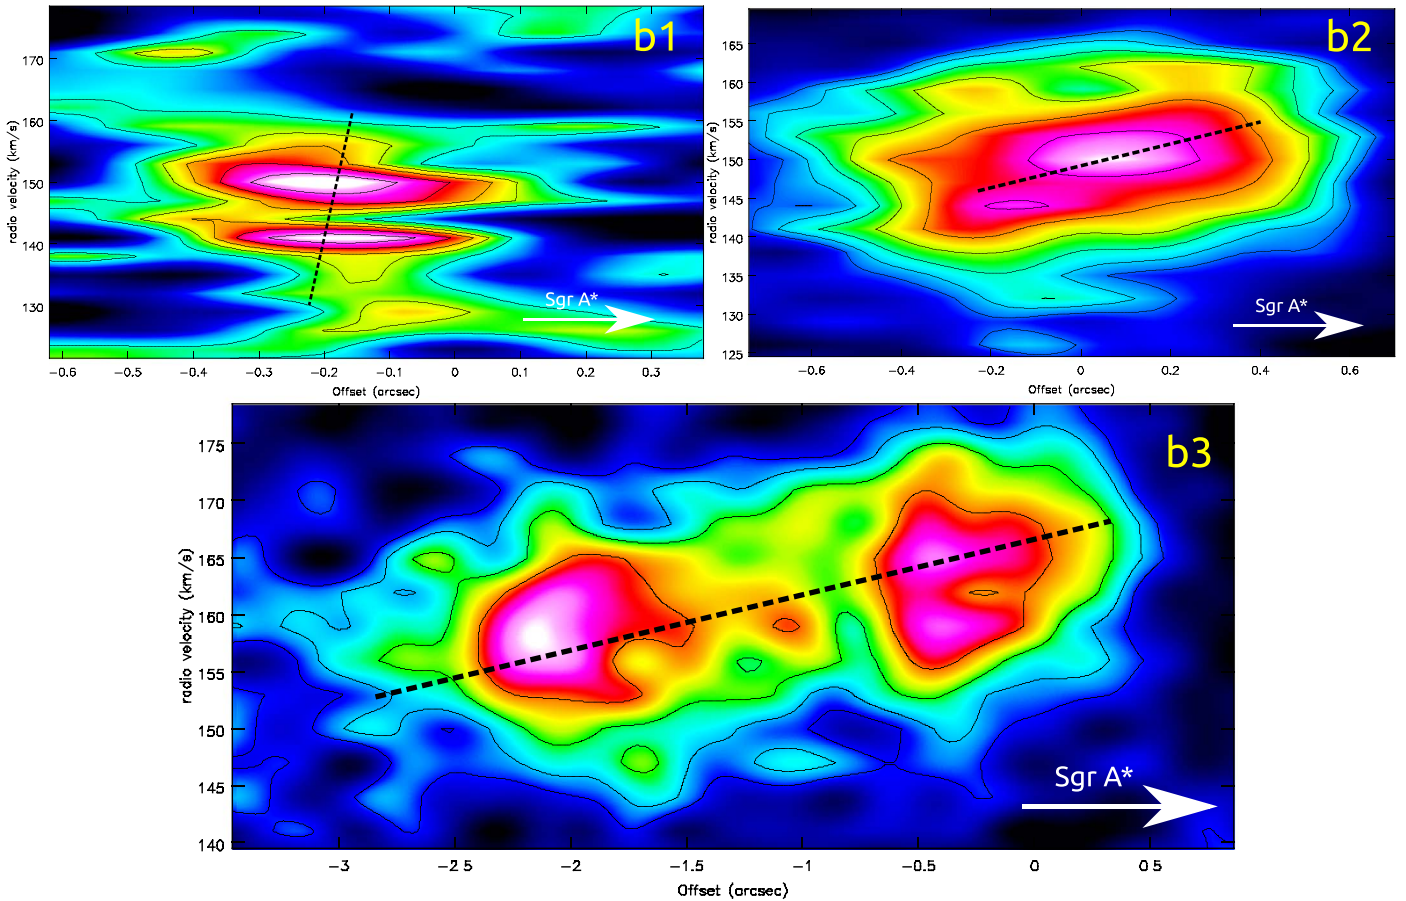 b1
170
160
150
140
130
radio velocity (km/s)
Sgr A*
-0.6 -0.5 -0.4 -0.3 -0.2 -0.1 0 0.1 0.2 0.3
Offset (arcsec)
b2
165
160
155
150
145
140
135
130
125
radio velocity (km/s)
Sgr A*
-0.6 -0.4 -0.2 0 0.2 0.4 0.6
Offset (arcsec)
b3
175
170
165
160
155
150
145
140
radio velocity (km/s)
Sgr A*
-3 -2 5 -2 -1.5 -1 -0.5 0 0 5
Offset (arcsec)